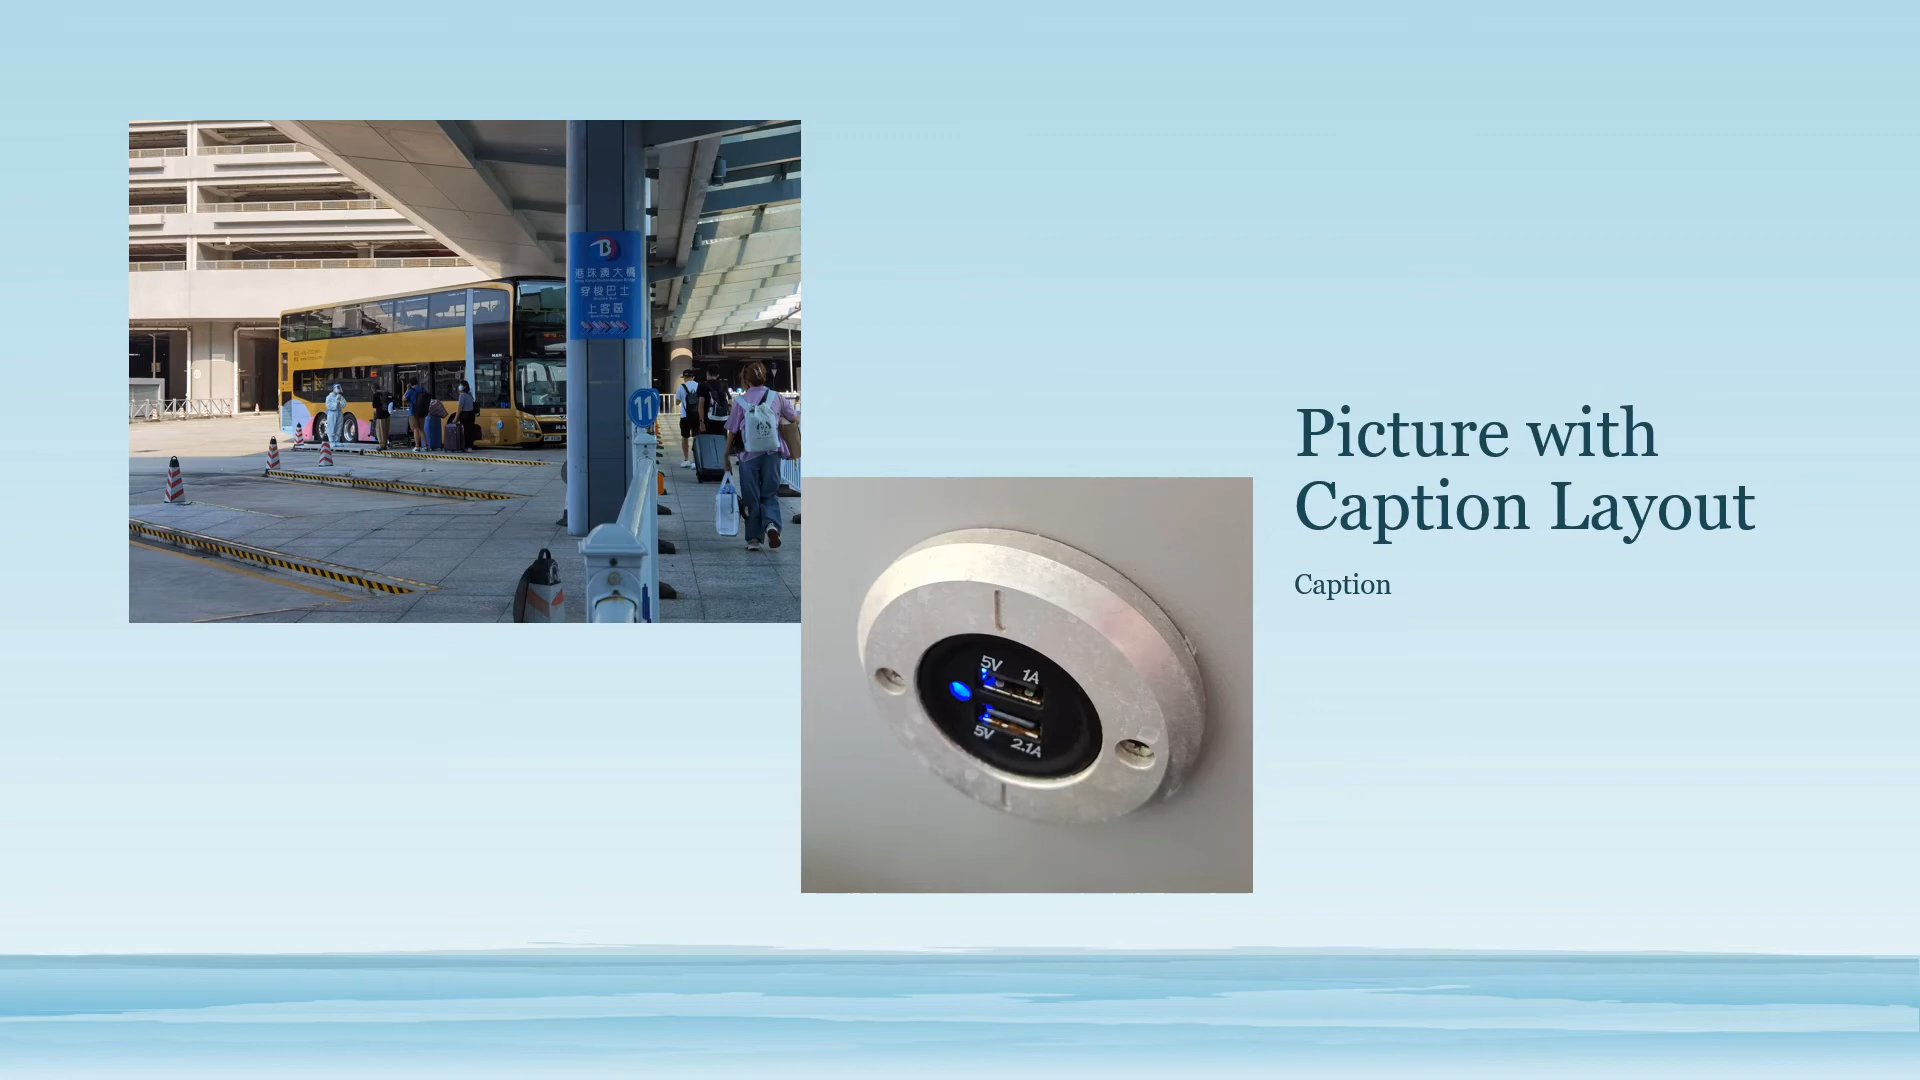 B
港珠澳大橋
穿梭巴士
上客區
11
MAN
5V 1A
5V 2.1A
Picture with
Caption Layout
Caption